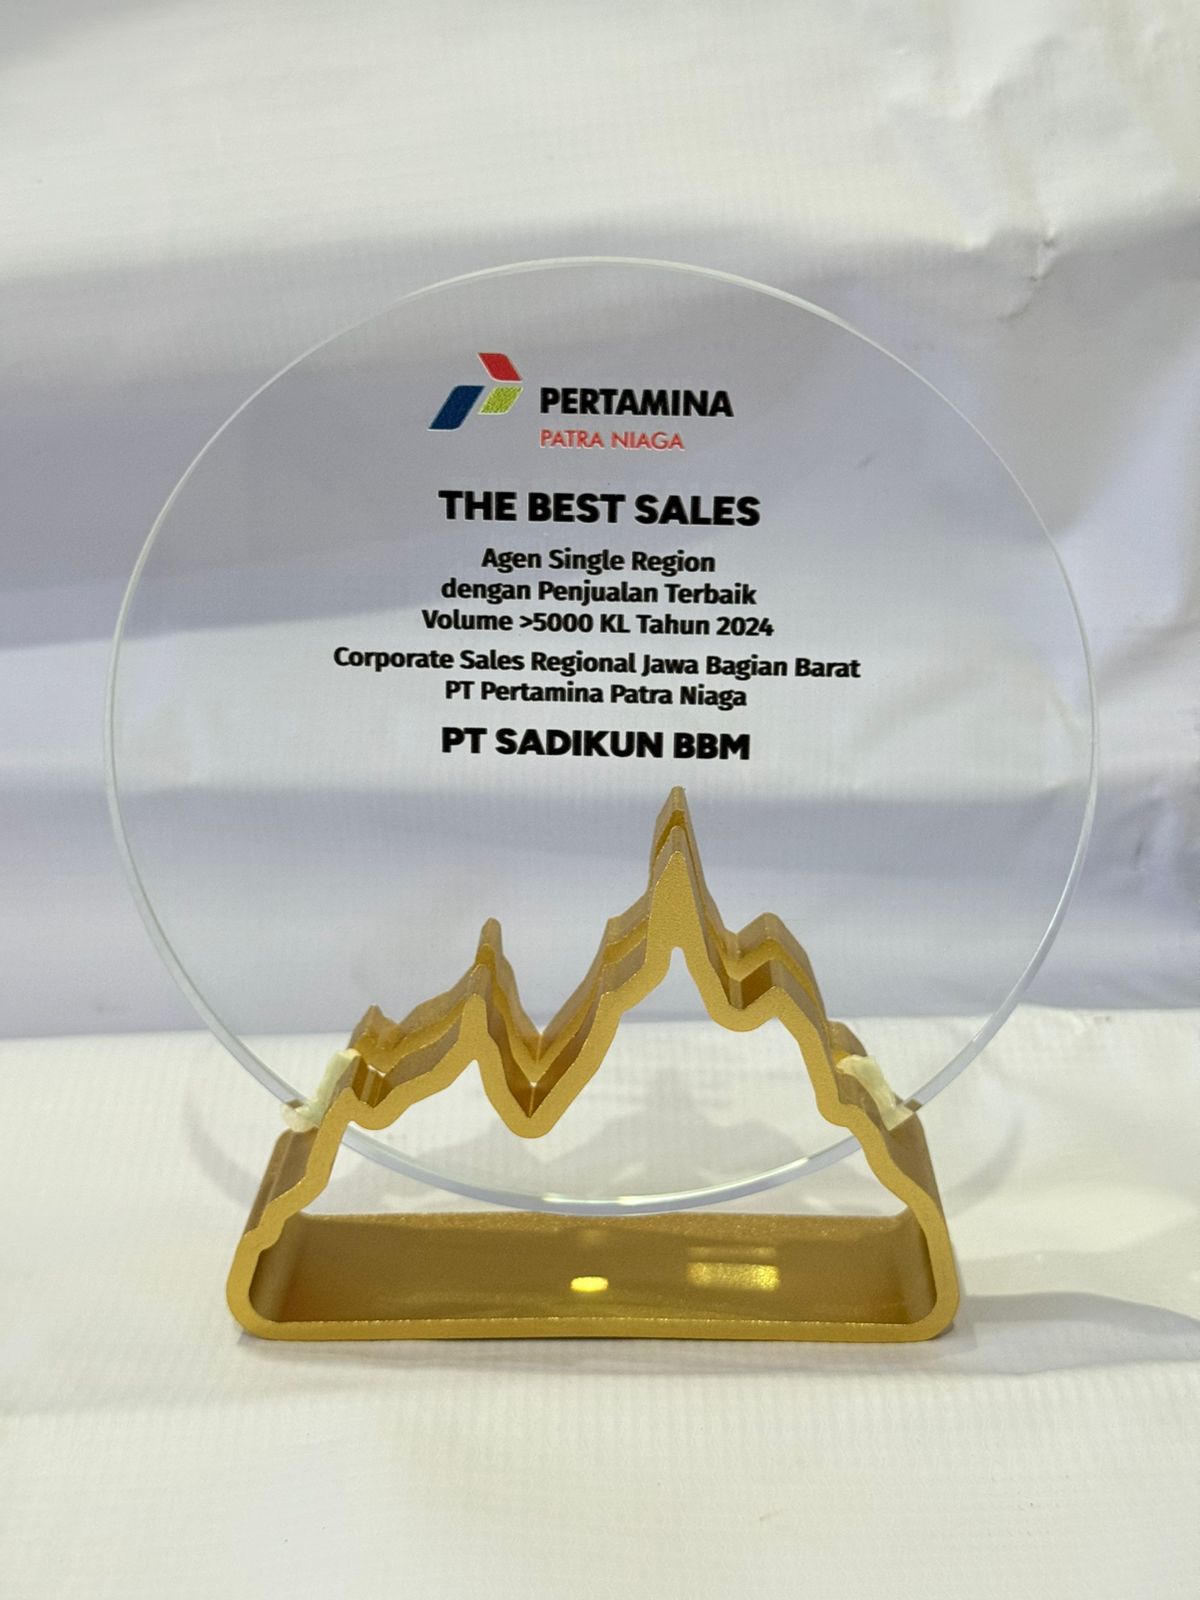 PERTAMINA
PATRA NIAGA
THE BEST SALES
Agen Single Region
dengan Penjualan Terbaik
Volume >5000 KL Tahun 2024
Corporate Sales Regional Jawa Bagian Barat
PT Pertamina Patra Niaga
PT SADIKUN BBM